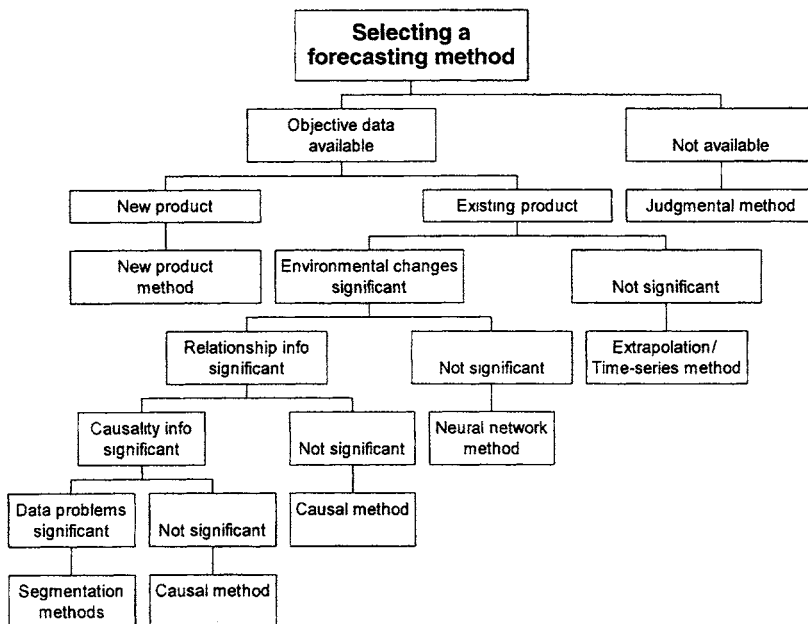 Selecting a
forecasting method
Objective data
available
Not available
New product
Existing product
Judgmental method
New product
method
Environmental changes
significant
Not significant
Relationship info
significant
Not significant
Extrapolation/
Time-series method
Causality info
significant
Not significant
Neural network
method
Data problems
significant
Not significant
Causal method
Segmentation
methods
Causal method